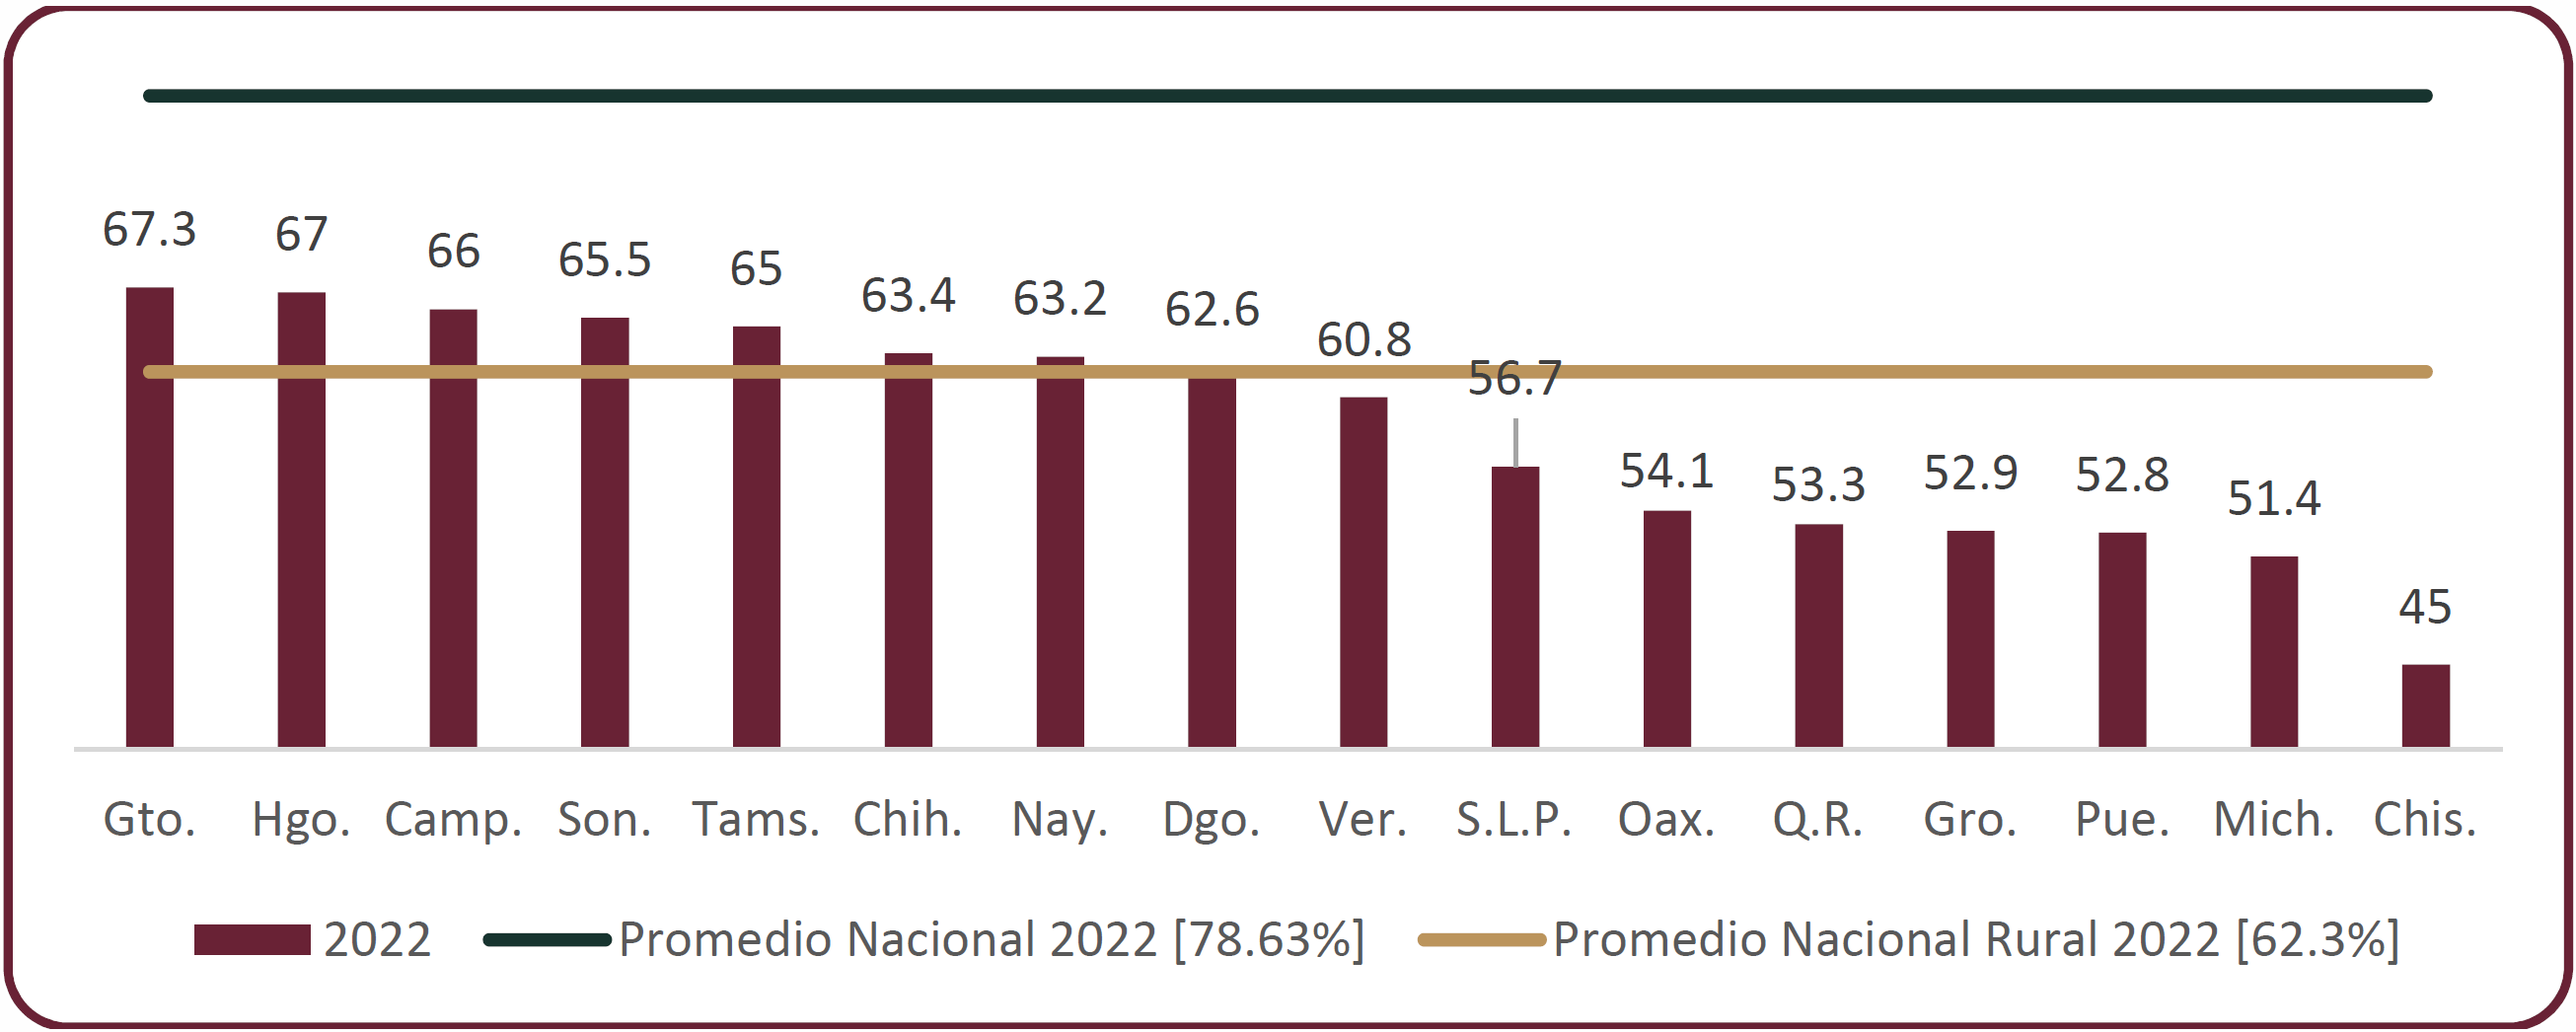 67.3 67 66 65.5 65 63.4 63.2 62.6 60.8 56.7 54.1 53.3 52.9 52.8 51.4 45
Gto. Hgo. Camp. Son. Tams. Chih. Nay. Dgo. Ver. S.L.P. Oax. Q.R. Gro. Pue. Mich. Chis.
2022 Promedio Nacional 2022 [78.63%] Promedio Nacional Rural 2022 [62.3%]